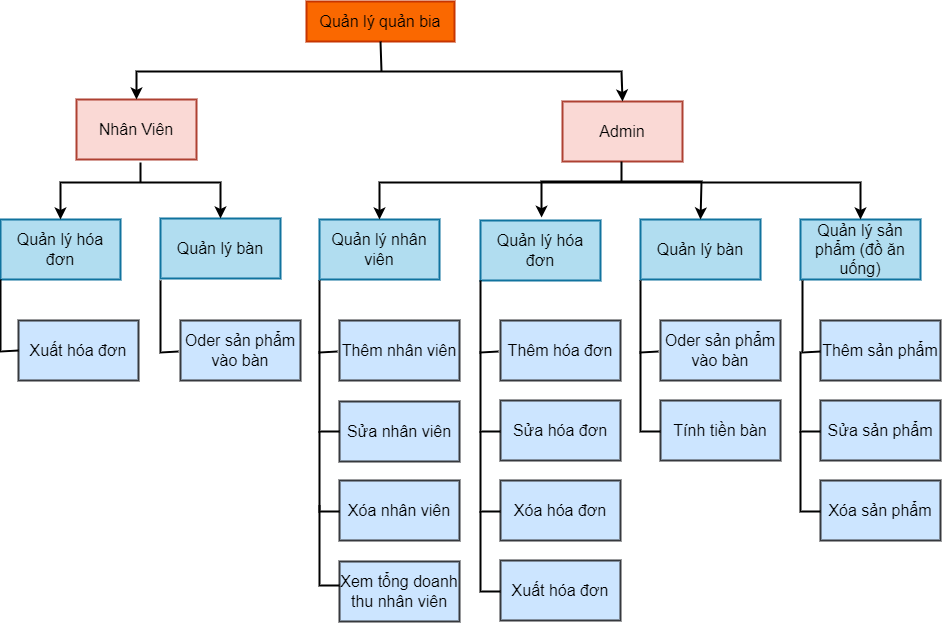 Quản lý quản bia
Nhân Viên
Admin
Quản lý hóa
đơn
Quản lý bàn
Quản lý nhân
viên
Quản lý hóa
đơn
Quản lý bàn
Quản lý sản
phẩm (đồ ăn
uống)
Xuất hóa đơn
Oder sản phẩm
vào bàn
Thêm nhân viên
Thêm hóa đơn
Oder sản phẩm
vào bàn
Thêm sản phẩm
Sửa nhân viên
Sửa hóa đơn
Tính tiền bàn
Sửa sản phẩm
Xóa nhân viên
Xóa hóa đơn
Xóa sản phẩm
Xem tổng doanh
thu nhân viên
Xuất hóa đơn